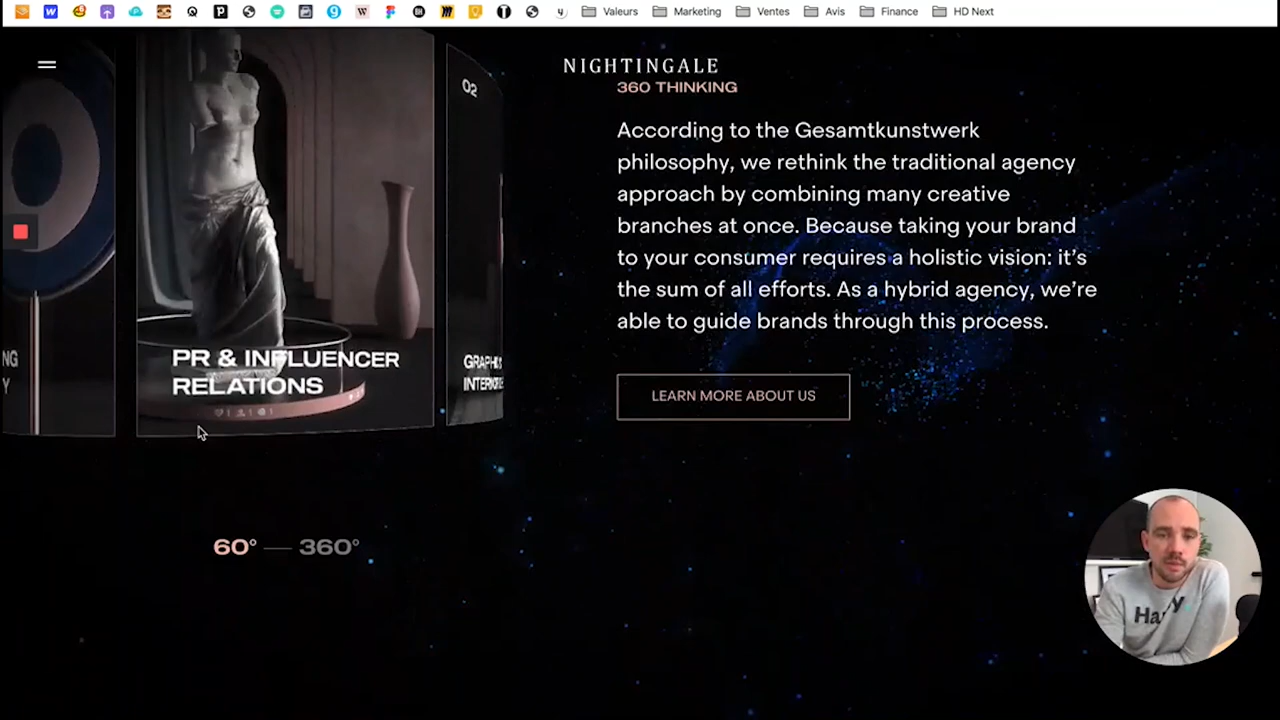 Valeurs
Marketing
Ventes
Avis
Finance
HD Next
NIGHTINGALE
360 THINKING
According to the Gesamtkunstwerk
philosophy, we rethink the traditional agency
approach by combining many creative
branches at once. Because taking your brand
to your consumer requires a holistic vision: it's
the sum of all efforts. As a hybrid agency, we're
able to guide brands through this process.
LEARN MORE ABOUT US
02
NG
Y
PR & INFLUENCER
RELATIONS
60° — 360°